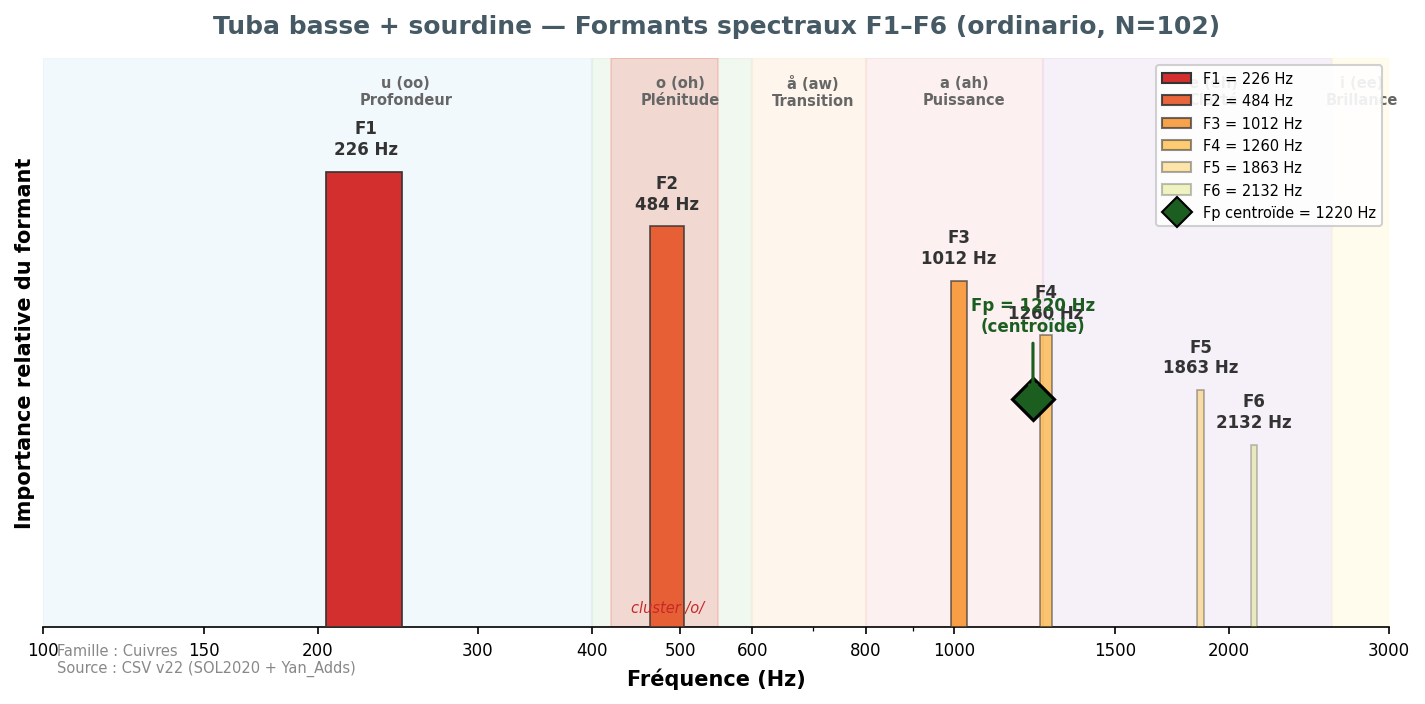 Tuba basse + sourdine — Formants spectraux F1–F6 (ordinario, N=102)
u (oo)
Profondeur
o (oh)
Plénitude
å (aw)
Transition
a (ah)
Puissance
i (ee)
Brillance
F1 = 226 Hz
F2 = 484 Hz
F3 = 1012 Hz
F4 = 1260 Hz
F5 = 1863 Hz
F6 = 2132 Hz
Fp centroïde = 1220 Hz
F1
226 Hz
F2
484 Hz
F3
1012 Hz
F4
1260 Hz
Fp = 1220 Hz
(centroïde)
F5
1863 Hz
F6
2132 Hz
cluster /o/
Importance relative du formant
100 150 200 300 400 500 600 800 1000 1500 2000 3000
Famille : Cuivres
Source : CSV v22 (SOL2020 + Yan_Adds)
Fréquence (Hz)